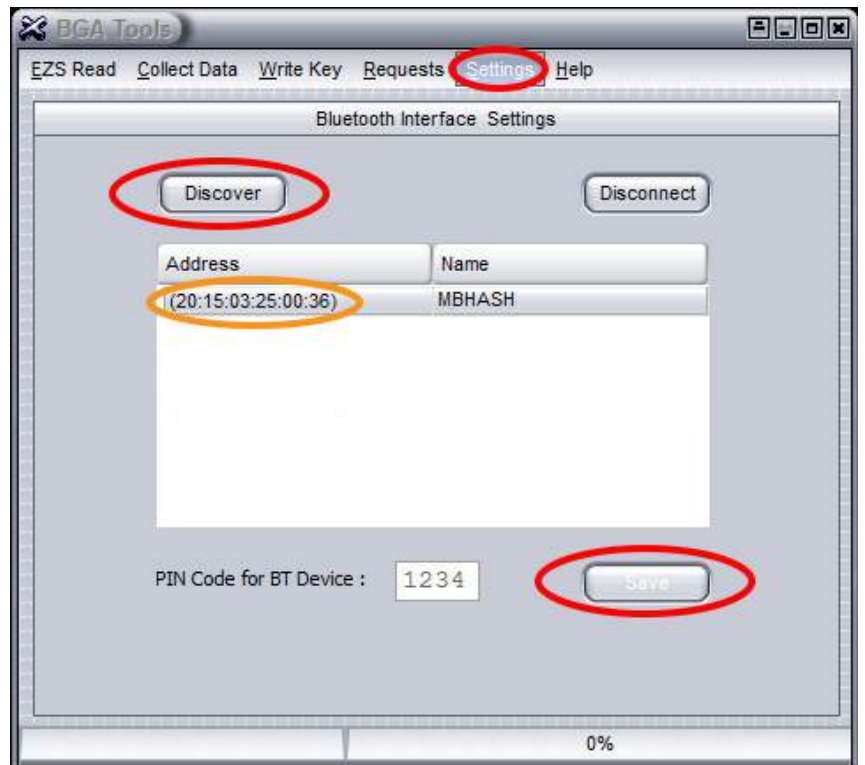 BGA Tools
EZS Read Collect Data Write Key Requests Settings Help
Bluetooth Interface Settings
Discover Disconnect
Address Name
(20:15:03:25:00:36) MBHASH
PIN Code for BT Device : 1234 Save
0%